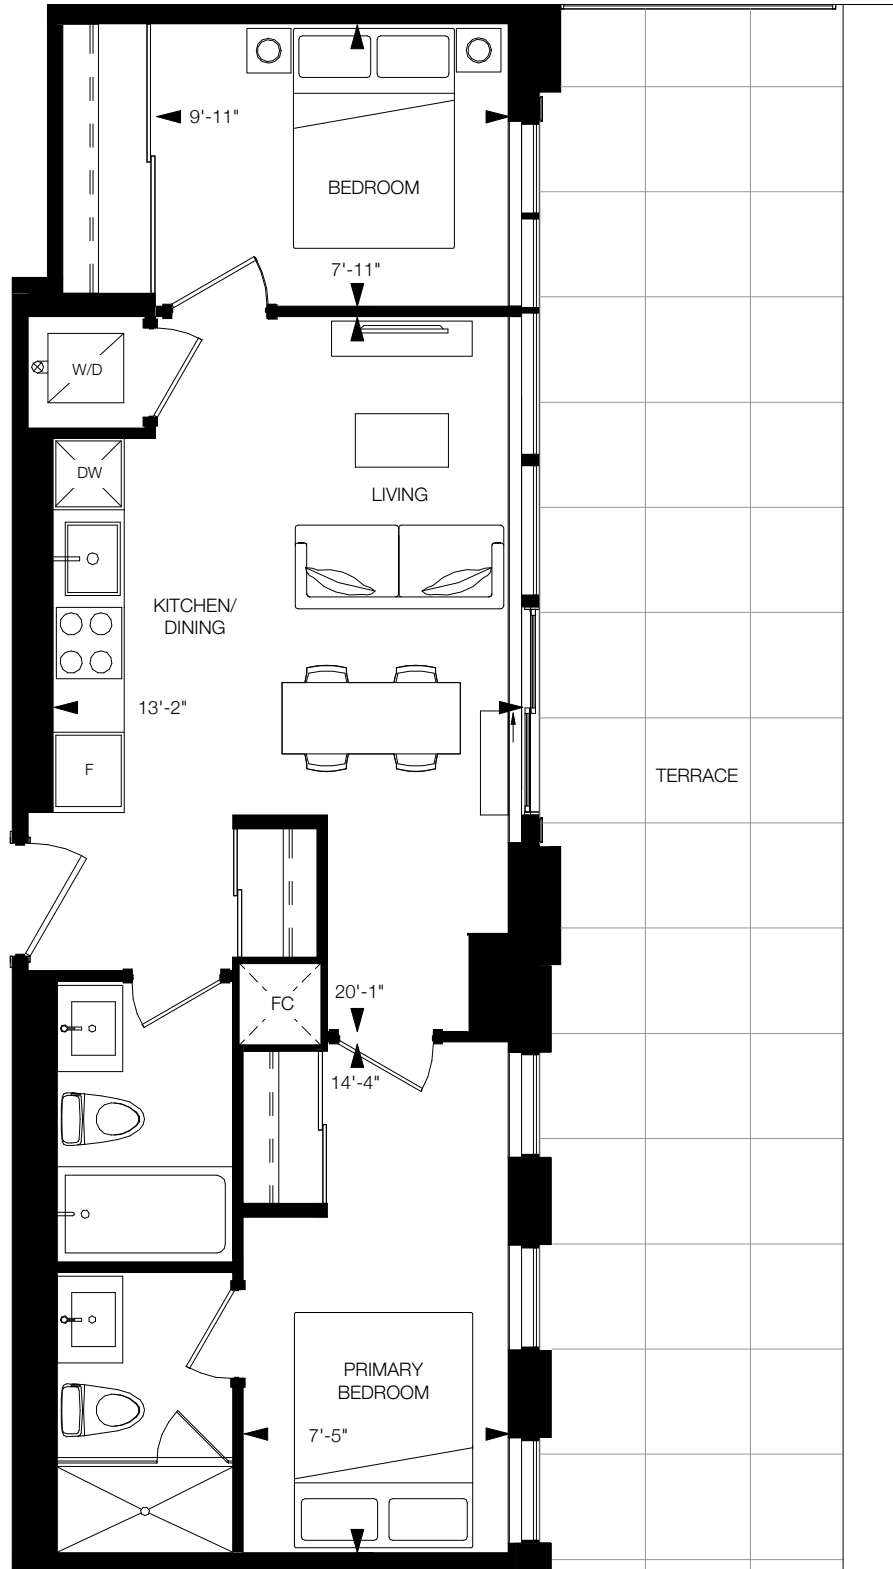 9'-11"
BEDROOM
7'-11"
W/D
DW
LIVING
KITCHEN/
DINING
13'-2"
F
TERRACE
FC
20'-1"
14'-4"
PRIMARY
BEDROOM
7'-5"